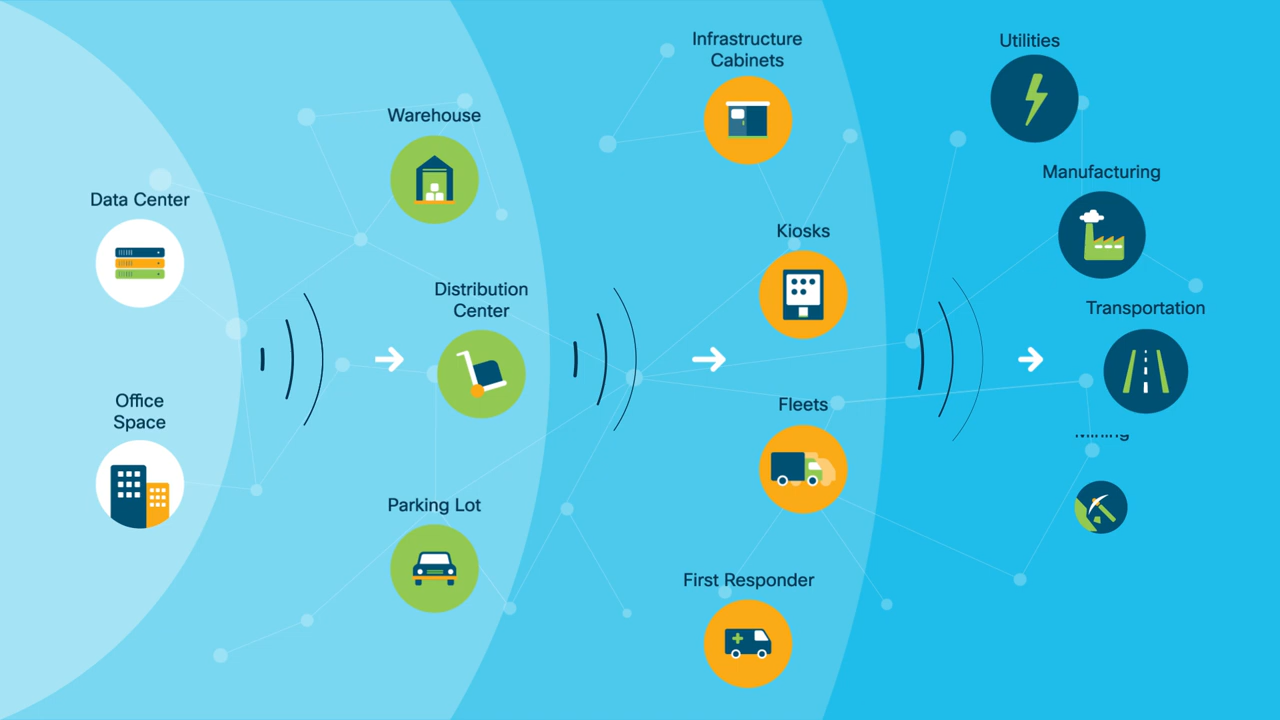 Data Center
Office
Space
Warehouse
Distribution
Center
Parking Lot
Infrastructure
Cabinets
Kiosks
Fleets
First Responder
Utilities
Manufacturing
Transportation